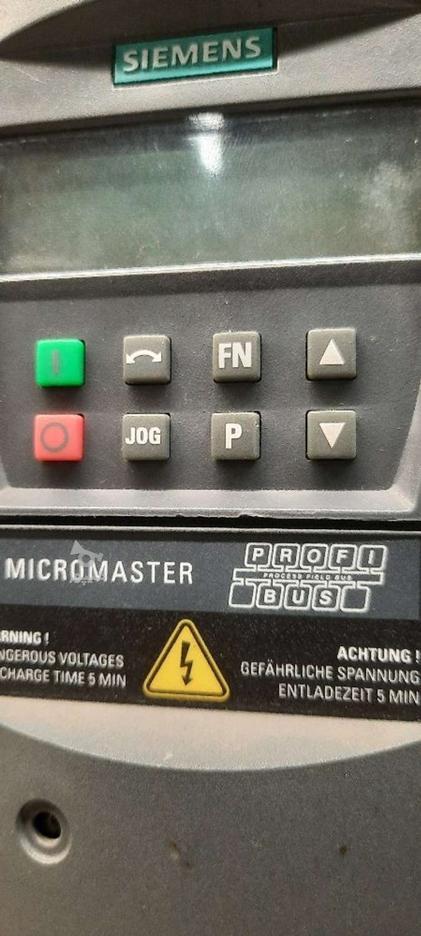 SIEMENS
FN
JOG
P
MICROMASTER
PROFI
PROCESS FIELD BUS
BUS
RNING !
NGEROUS VOLTAGES
CHARGE TIME 5 MIN
ACHTUNG !
GEFÄHRLICHE SPANNUNG
ENTLADEZEIT 5 MIN